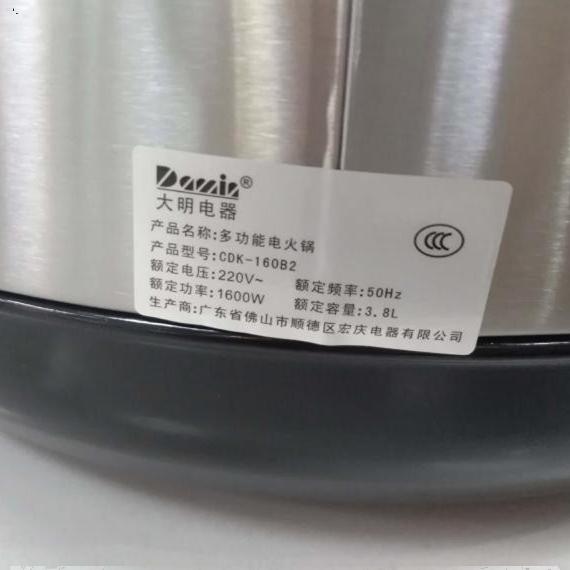 Damin®
大明电器
产品名称:多功能电火锅
产品型号:CDK-160B2
额定电压:220V~ 额定频率:50Hz
额定功率:1600W 额定容量:3.8L
生产商:广东省佛山市顺德区宏庆电器有限公司
CCC